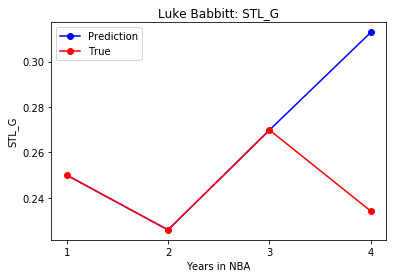 Luke Babbitt: STL_G
Prediction
True
STL_G
0.30
0.28
0.26
0.24
1 2 3 4
Years in NBA